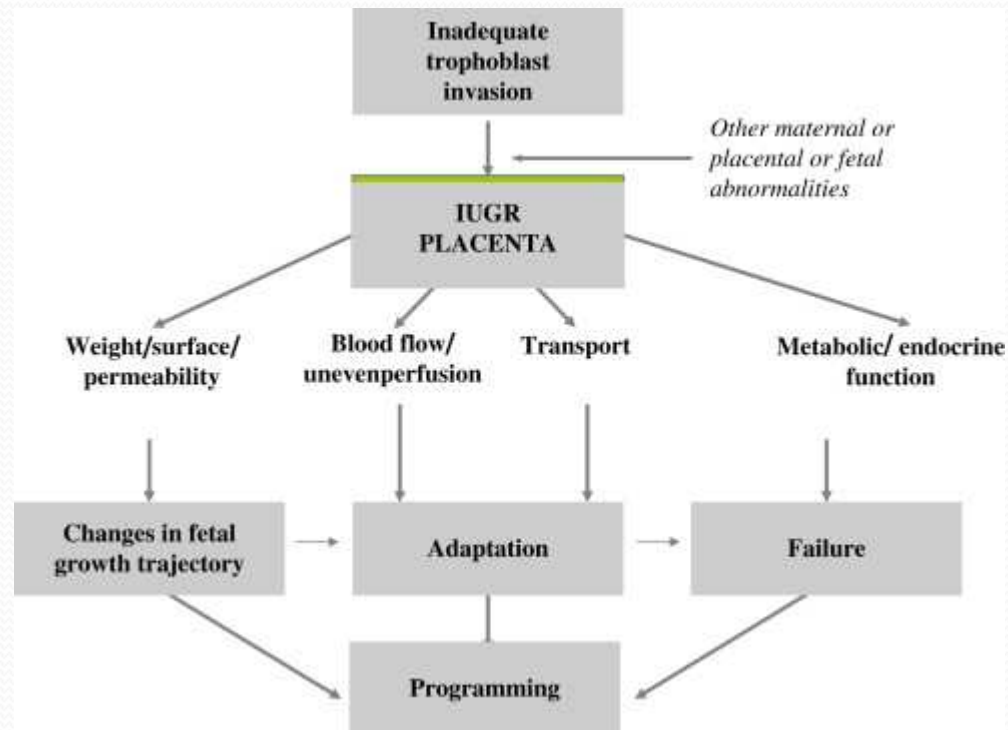 Inadequate
trophoblast
invasion
Other maternal or
placental or fetal
abnormalities
IUGR
PLACENTA
Weight/surface/
permeability
Blood flow/
unevenperfusion
Transport
Metabolic/ endocrine
function
Changes in fetal
growth trajectory
Adaptation
Failure
Programming